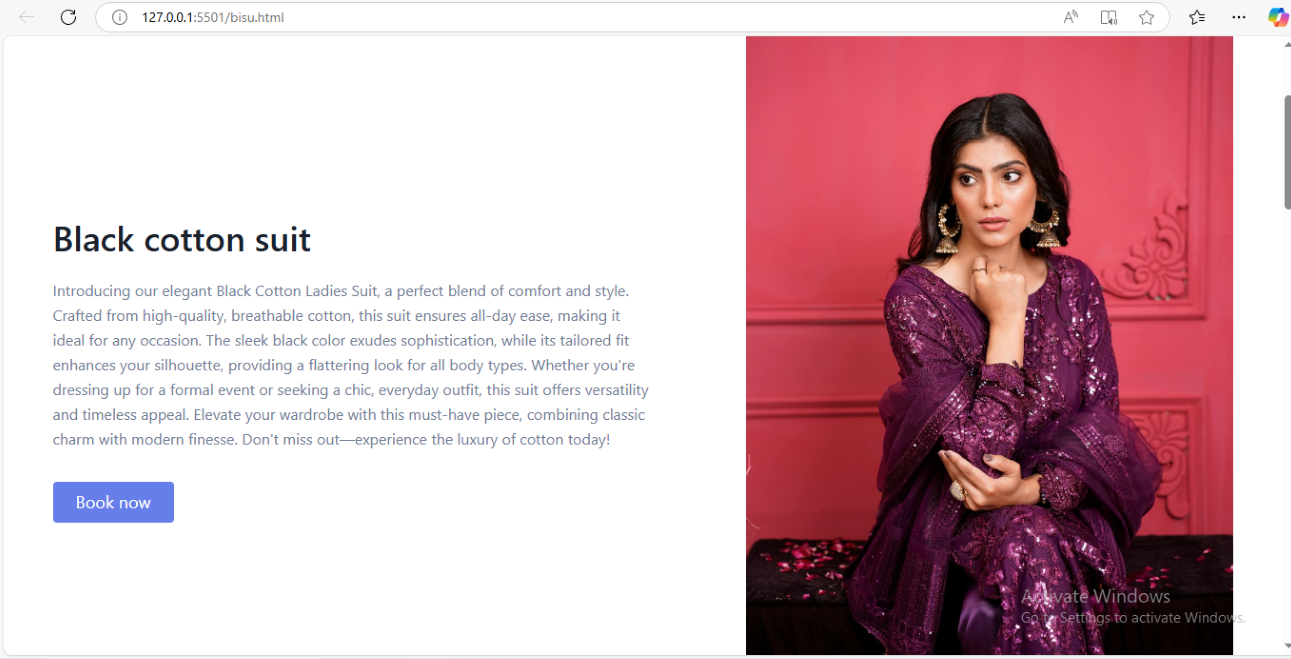 127.0.0.1:5501/bisu.html
Black cotton suit
Introducing our elegant Black Cotton Ladies Suit, a perfect blend of comfort and style.
Crafted from high-quality, breathable cotton, this suit ensures all-day ease, making it
ideal for any occasion. The sleek black color exudes sophistication, while its tailored fit
enhances your silhouette, providing a flattering look for all body types. Whether you're
dressing up for a formal event or seeking a chic, everyday outfit, this suit offers versatility
and timeless appeal. Elevate your wardrobe with this must-have piece, combining classic
charm with modern finesse. Don't miss out—experience the luxury of cotton today!
Book now
Activate Windows
Go to Settings to activate Windows.